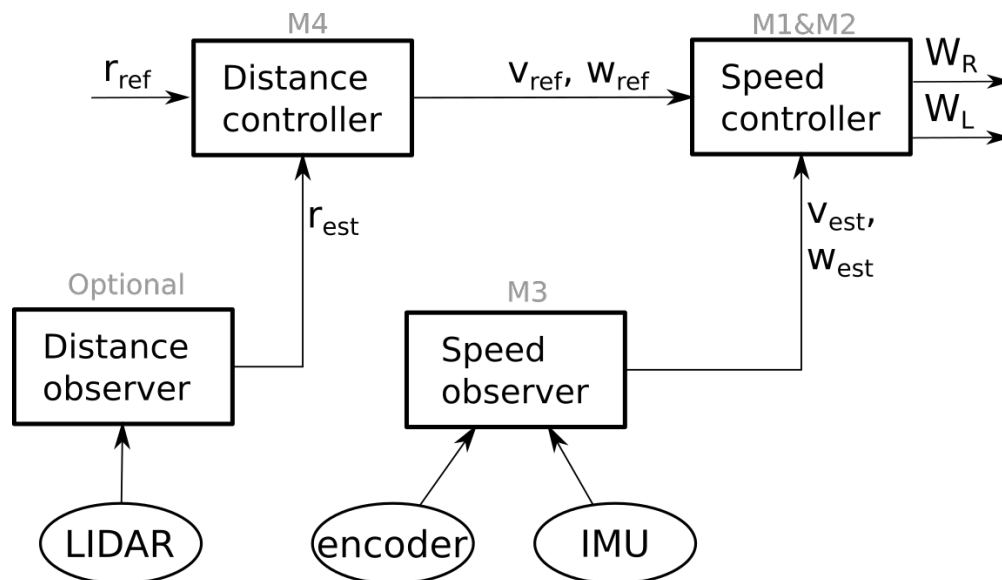 M4
M1&M2
r_ref
Distance
controller
v_ref, w_ref
Speed
controller
W_R
W_L
r_est
v_est,
w_est
Optional
Distance
observer
M3
Speed
observer
LIDAR
encoder
IMU